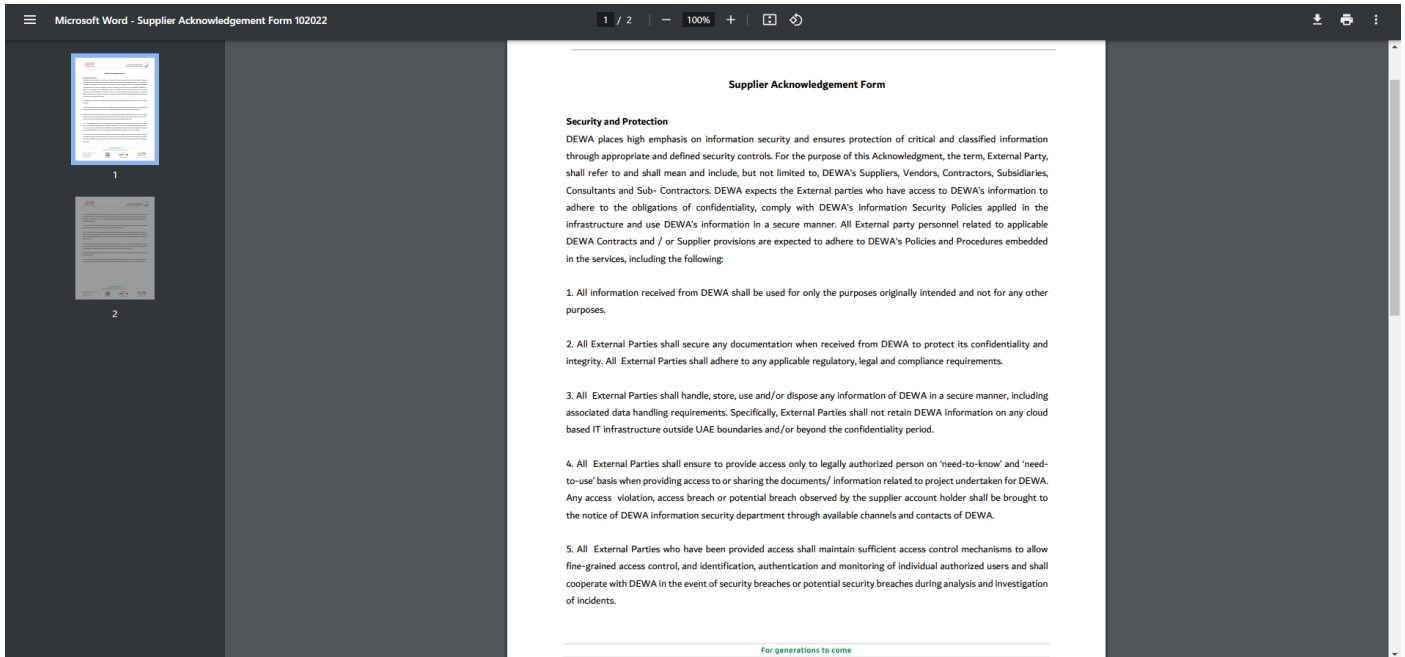 Microsoft Word - Supplier Acknowledgement Form 102022
1 / 2
100%
1
2
Supplier Acknowledgement Form
Security and Protection
DEWA places high emphasis on information security and ensures protection of critical and classified information
through appropriate and defined security controls. For the purpose of this Acknowledgment, the term, External Party,
shall refer to and shall mean and include, but not limited to, DEWA's Suppliers, Vendors, Contractors, Subsidiaries,
Consultants and Sub- Contractors. DEWA expects the External parties who have access to DEWA's information to
adhere to the obligations of confidentiality, comply with DEWA's Information Security Policies applied in the
infrastructure and use DEWA's information in a secure manner. All External party personnel related to applicable
DEWA Contracts and / or Supplier provisions are expected to adhere to DEWA's Policies and Procedures embedded
in the services, including the following:
1. All information received from DEWA shall be used for only the purposes originally intended and not for any other
purposes.
2. All External Parties shall secure any documentation when received from DEWA to protect its confidentiality and
integrity. All External Parties shall adhere to any applicable regulatory, legal and compliance requirements.
3. All External Parties shall handle, store, use and/or dispose any information of DEWA in a secure manner, including
associated data handling requirements. Specifically, External Parties shall not retain DEWA information on any cloud
based IT infrastructure outside UAE boundaries and/or beyond the confidentiality period.
4. All External Parties shall ensure to provide access only to legally authorized person on 'need-to-know' and 'need-
to-use' basis when providing access to or sharing the documents/ information related to project undertaken for DEWA.
Any access violation, access breach or potential breach observed by the supplier account holder shall be brought to
the notice of DEWA information security department through available channels and contacts of DEWA.
5. All External Parties who have been provided access shall maintain sufficient access control mechanisms to allow
fine-grained access control, and identification, authentication and monitoring of individual authorized users and shall
cooperate with DEWA in the event of security breaches or potential security breaches during analysis and investigation
of incidents.
For generations to come